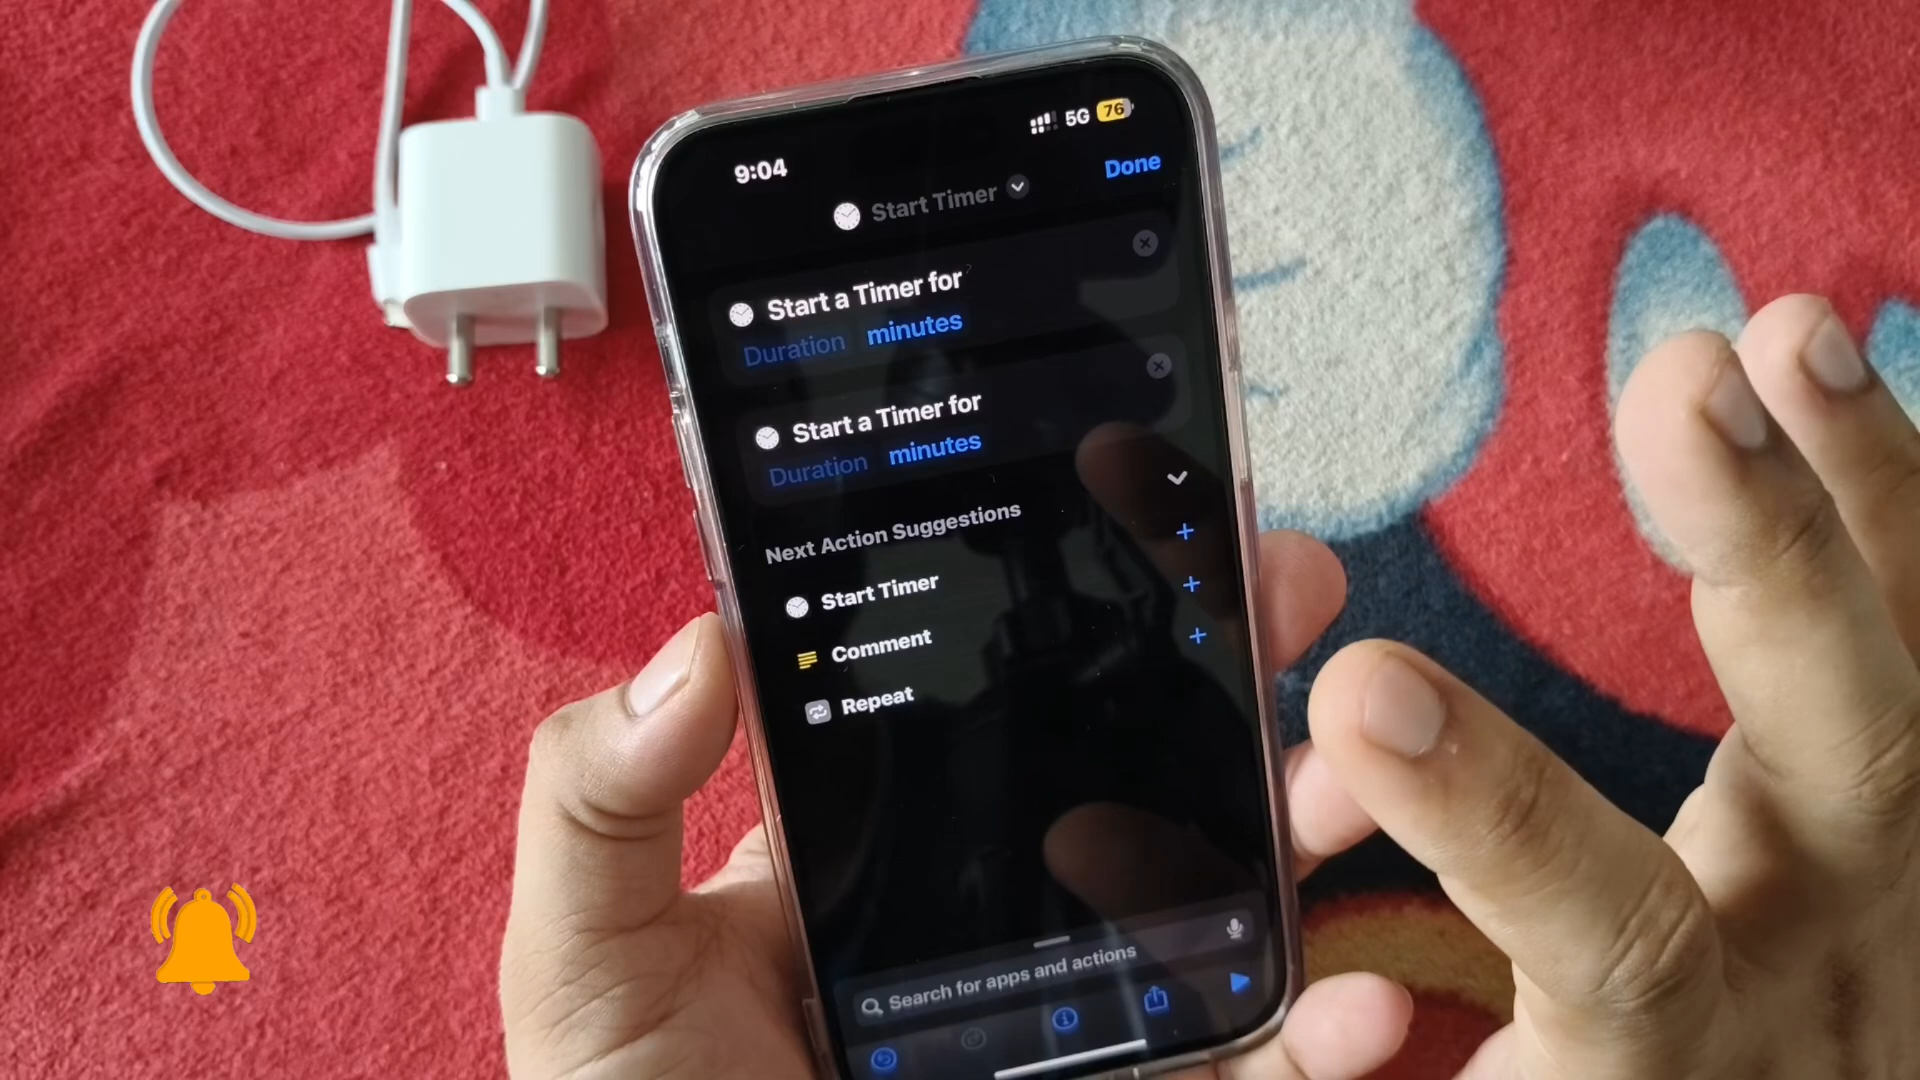 9:04
5G 76
Start Timer
Done
Start a Timer for
Duration minutes
Start a Timer for
Duration minutes
Next Action Suggestions
Start Timer
Comment
Repeat
Search for apps and actions